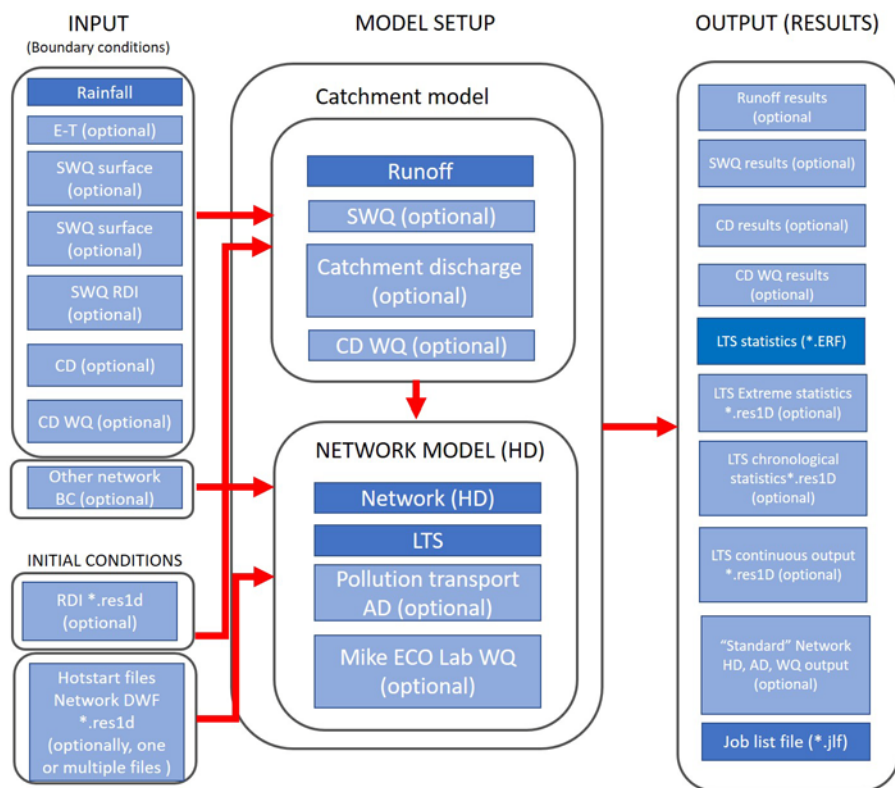 INPUT
(Boundary conditions)
Rainfall
E-T (optional)
SWQ surface
(optional)
SWQ surface
(optional)
SWQ RDI
(optional)
CD (optional)
CD WQ (optional)
Other network
BC (optional)
INITIAL CONDITIONS
RDI *.res1d
(optional)
Hotstart files
Network DWF
*.res1d
(optionally, one
or multiple files )
MODEL SETUP
Catchment model
Runoff
SWQ (optional)
Catchment discharge
(optional)
CD WQ (optional)
NETWORK MODEL (HD)
Network (HD)
LTS
Pollution transport
AD (optional)
Mike ECO Lab WQ
(optional)
OUTPUT (RESULTS)
Runoff results
(optional
SWQ results (optional)
CD results (optional)
CD WQ results
(optional)
LTS statistics (*.ERF)
LTS Extreme statistics
*.res1D (optional)
LTS chronological
statistics*.res1D
(optional)
LTS continuous output
*.res1D (optional)
“Standard” Network
HD, AD, WQ output
(optional)
Job list file (*.jlf)